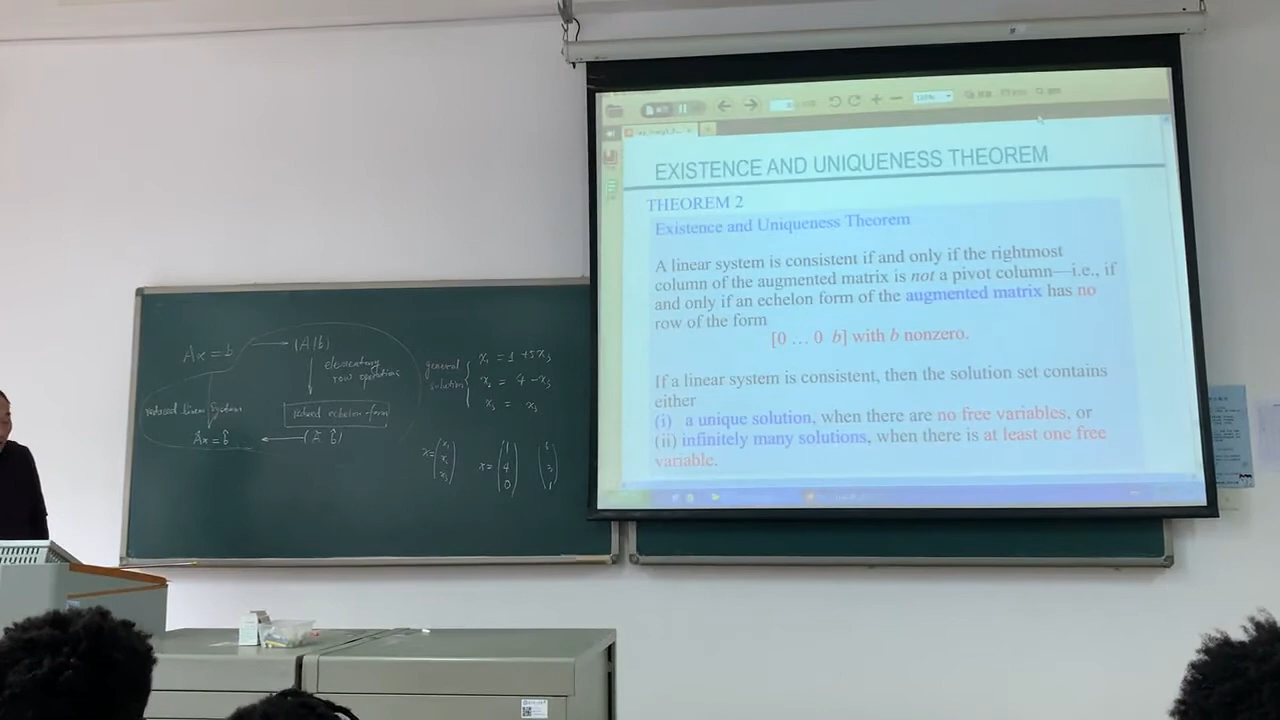 EXISTENCE AND UNIQUENESS THEOREM
THEOREM 2
Existence and Uniqueness Theorem
A linear system is consistent if and only if the rightmost
column of the augmented matrix is not a pivot column—i.e., if
and only if an echelon form of the augmented matrix has no
row of the form
[0 … 0 b] with b nonzero.
If a linear system is consistent, then the solution set contains
either
(i) a unique solution, when there are no free variables, or
(ii) infinitely many solutions, when there is at least one free
variable.
Ax = b
(A | b)
elementary
row operations
reduced linear system
reduced echelon form
general
solution
x₁ = 1 + 5x₃
x₂ = 4 - x₃
x₃ = x₃